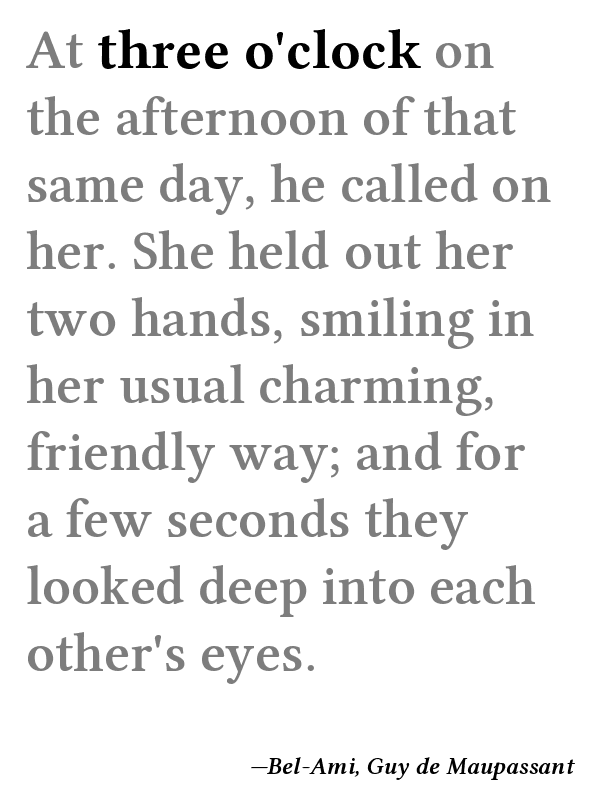 At three o'clock on
the afternoon of that
same day, he called on
her. She held out her
two hands, smiling in
her usual charming,
friendly way; and for
a few seconds they
looked deep into each
other's eyes.
—Bel-Ami, Guy de Maupassant